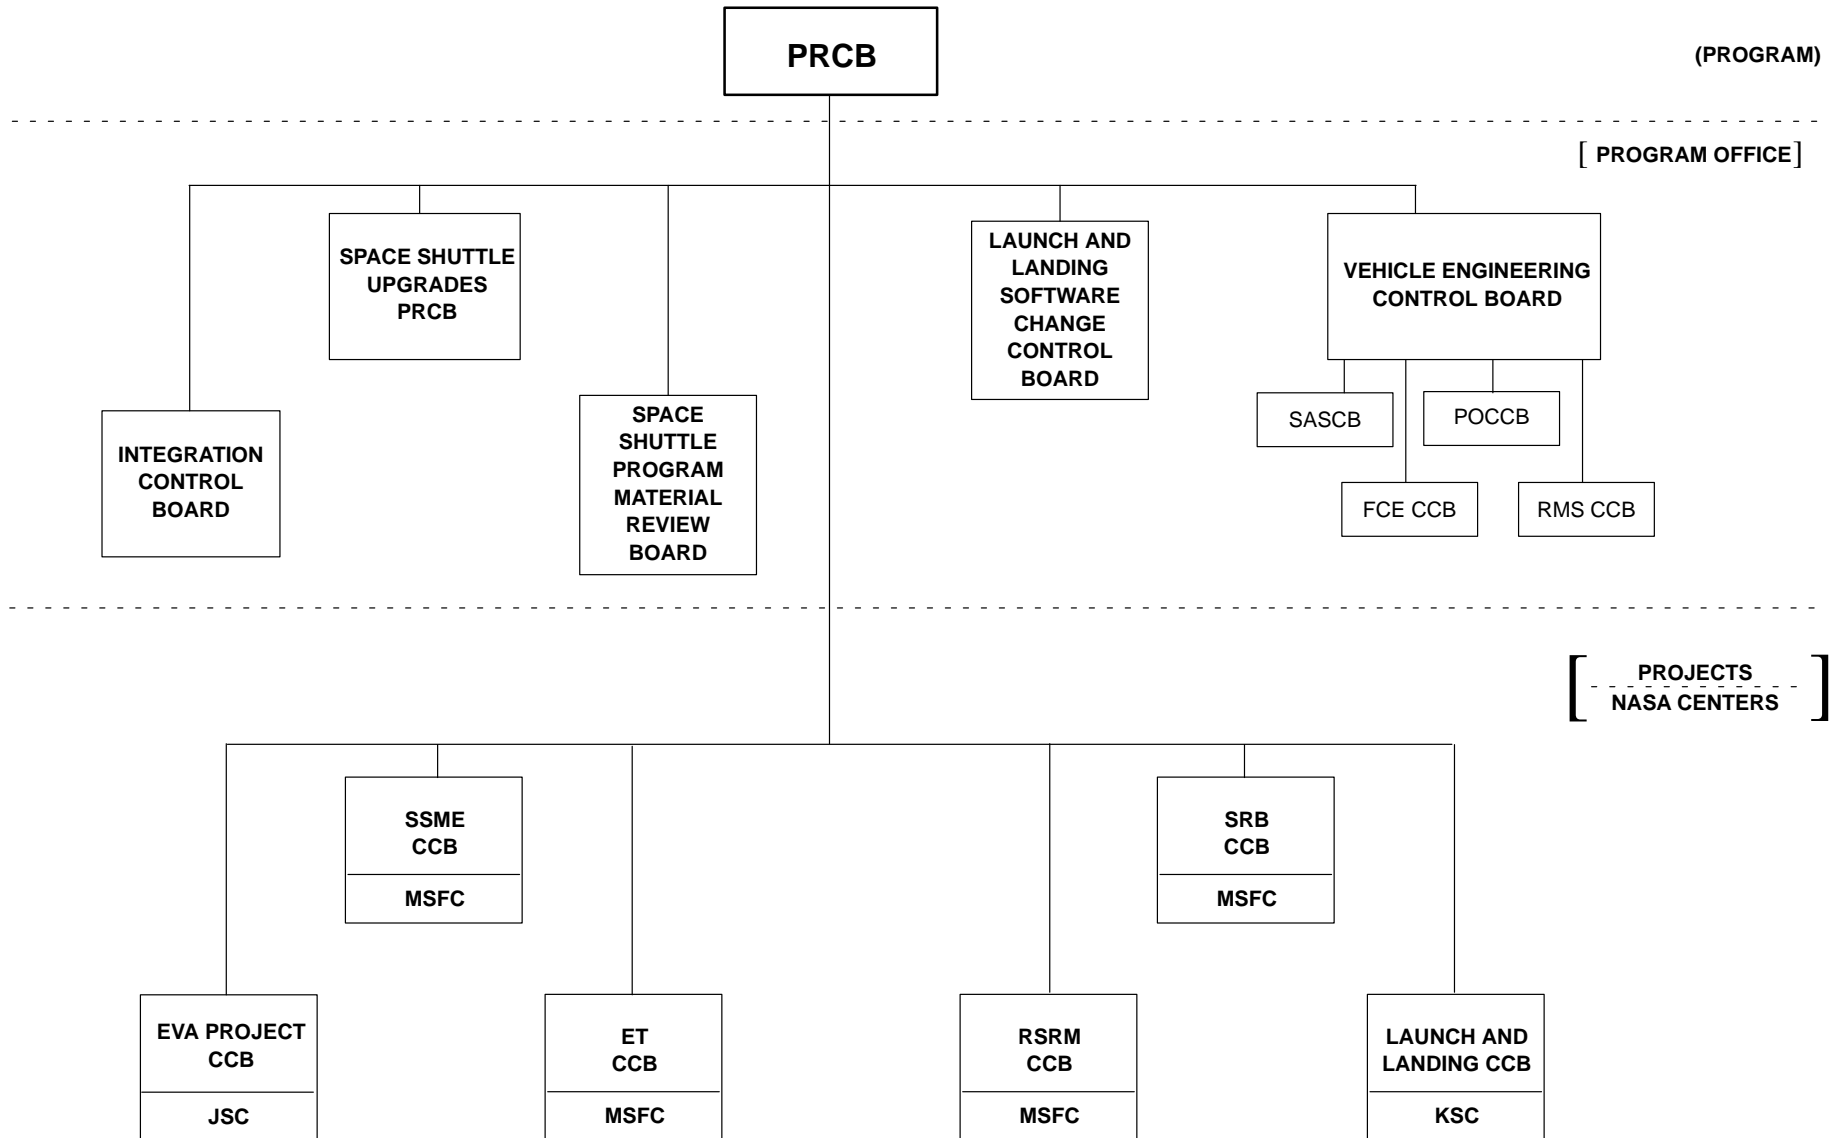 PRCB
(PROGRAM)
[ PROGRAM OFFICE]
SPACE SHUTTLE
UPGRADES
PRCB
LAUNCH AND
LANDING
SOFTWARE
CHANGE
CONTROL
BOARD
VEHICLE ENGINEERING
CONTROL BOARD
INTEGRATION
CONTROL
BOARD
SPACE
SHUTTLE
PROGRAM
MATERIAL
REVIEW
BOARD
SASCB
POCCB
FCE CCB
RMS CCB
PROJECTS
NASA CENTERS
SSME
CCB
MSFC
SRB
CCB
MSFC
EVA PROJECT
CCB
JSC
ET
CCB
MSFC
RSRM
CCB
MSFC
LAUNCH AND
LANDING CCB
KSC